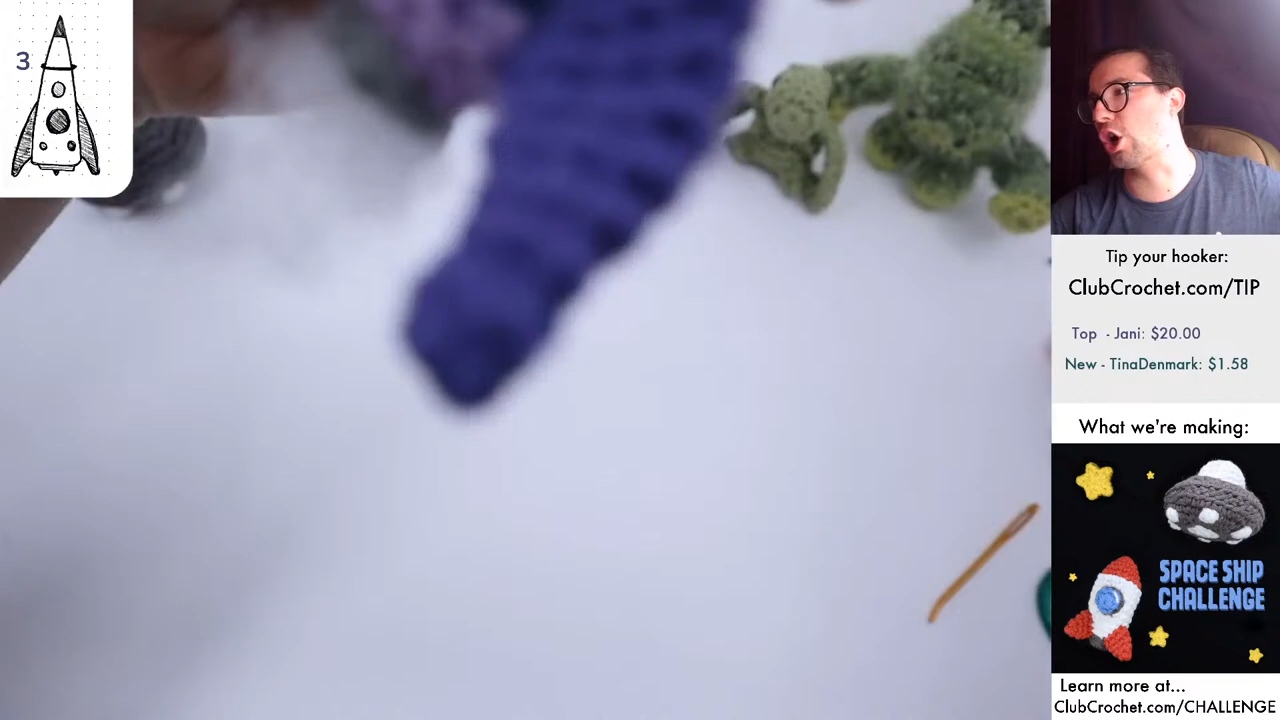 3
Tip your hooker:
ClubCrochet.com/TIP
Top - Jani: $20.00
New - TinaDenmark: $1.58
What we're making:
SPACE SHIP
CHALLENGE
Learn more at...
ClubCrochet.com/CHALLENGE